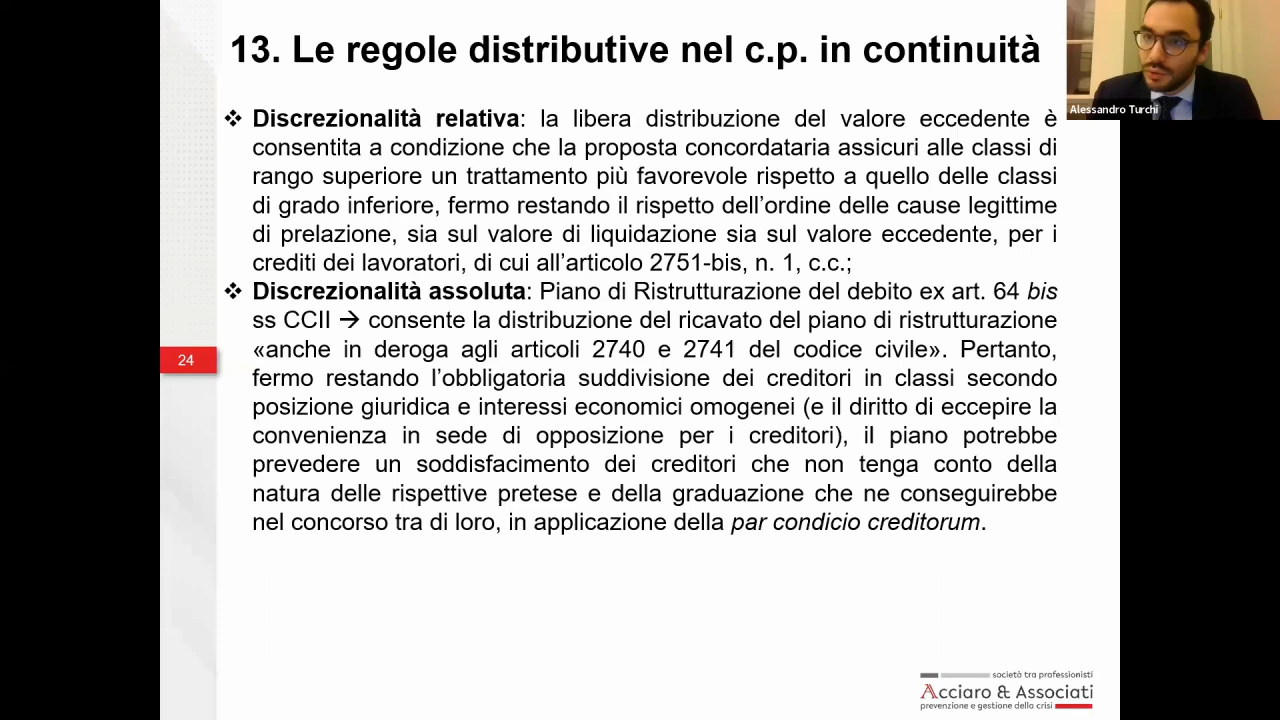 13. Le regole distributive nel c.p. in continuità
Alessandro Turchi
❖ Discrezionalità relativa: la libera distribuzione del valore eccedente è
consentita a condizione che la proposta concordataria assicuri alle classi di
rango superiore un trattamento più favorevole rispetto a quello delle classi
di grado inferiore, fermo restando il rispetto dell’ordine delle cause legittime
di prelazione, sia sul valore di liquidazione sia sul valore eccedente, per i
crediti dei lavoratori, di cui all’articolo 2751-bis, n. 1, c.c.;
❖ Discrezionalità assoluta: Piano di Ristrutturazione del debito ex art. 64 bis
ss CCII → consente la distribuzione del ricavato del piano di ristrutturazione
«anche in deroga agli articoli 2740 e 2741 del codice civile». Pertanto,
fermo restando l’obbligatoria suddivisione dei creditori in classi secondo
posizione giuridica e interessi economici omogenei (e il diritto di eccepire la
convenienza in sede di opposizione per i creditori), il piano potrebbe
prevedere un soddisfacimento dei creditori che non tenga conto della
natura delle rispettive pretese e della graduazione che ne conseguirebbe
nel concorso tra di loro, in applicazione della par condicio creditorum.
24
società tra professionisti
Acciaro & Associati
prevenzione e gestione della crisi